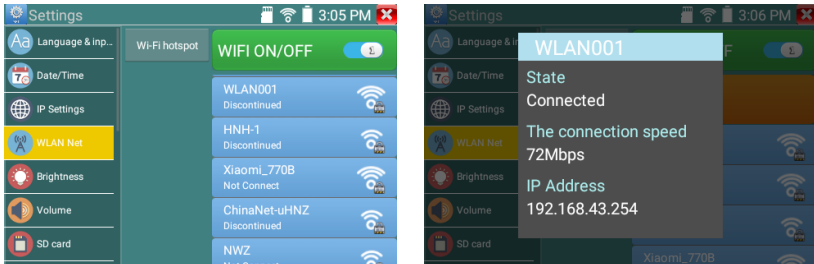 Settings
3:05 PM
Language & inp...
Date/Time
IP Settings
WLAN Net
Brightness
Volume
SD card
Wi-Fi hotspot
WIFI ON/OFF
WLAN001
Discontinued
HNH-1
Discontinued
Xiaomi_770B
Not Connect
ChinaNet-uHNZ
Discontinued
NWZ
Settings
3:06 PM
Language & in
Date/Time
IP Settings
WLAN Net
Brightness
Volume
SD card
F
WLAN001
State
Connected
The connection speed
72Mbps
IP Address
192.168.43.254
Xiaomi_770B